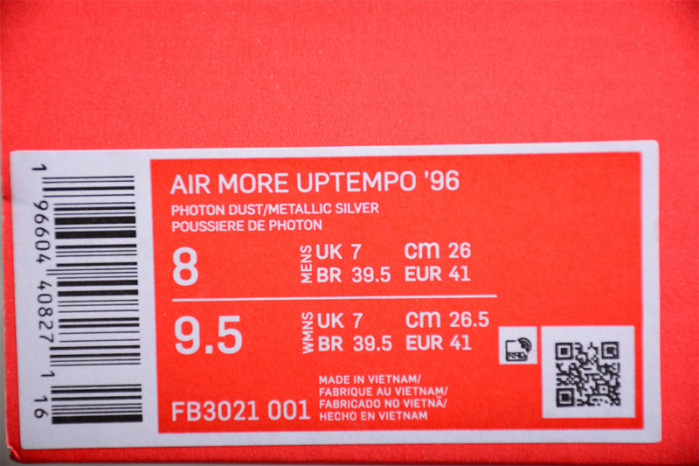 AIR MORE UPTEMPO '96
PHOTON DUST/METALLIC SILVER
POUSSIERE DE PHOTON
8 MENS UK 7 cm 26
BR 39.5 EUR 41
9.5 WMNS UK 7 cm 26.5
BR 39.5 EUR 41
FB3021 001
MADE IN VIETNAM/
FABRIQUE AU VIETNAM/
FABRICADO NO VIETNÃ/
HECHO EN VIETNAM
RFID
1 96604 40827 1 16